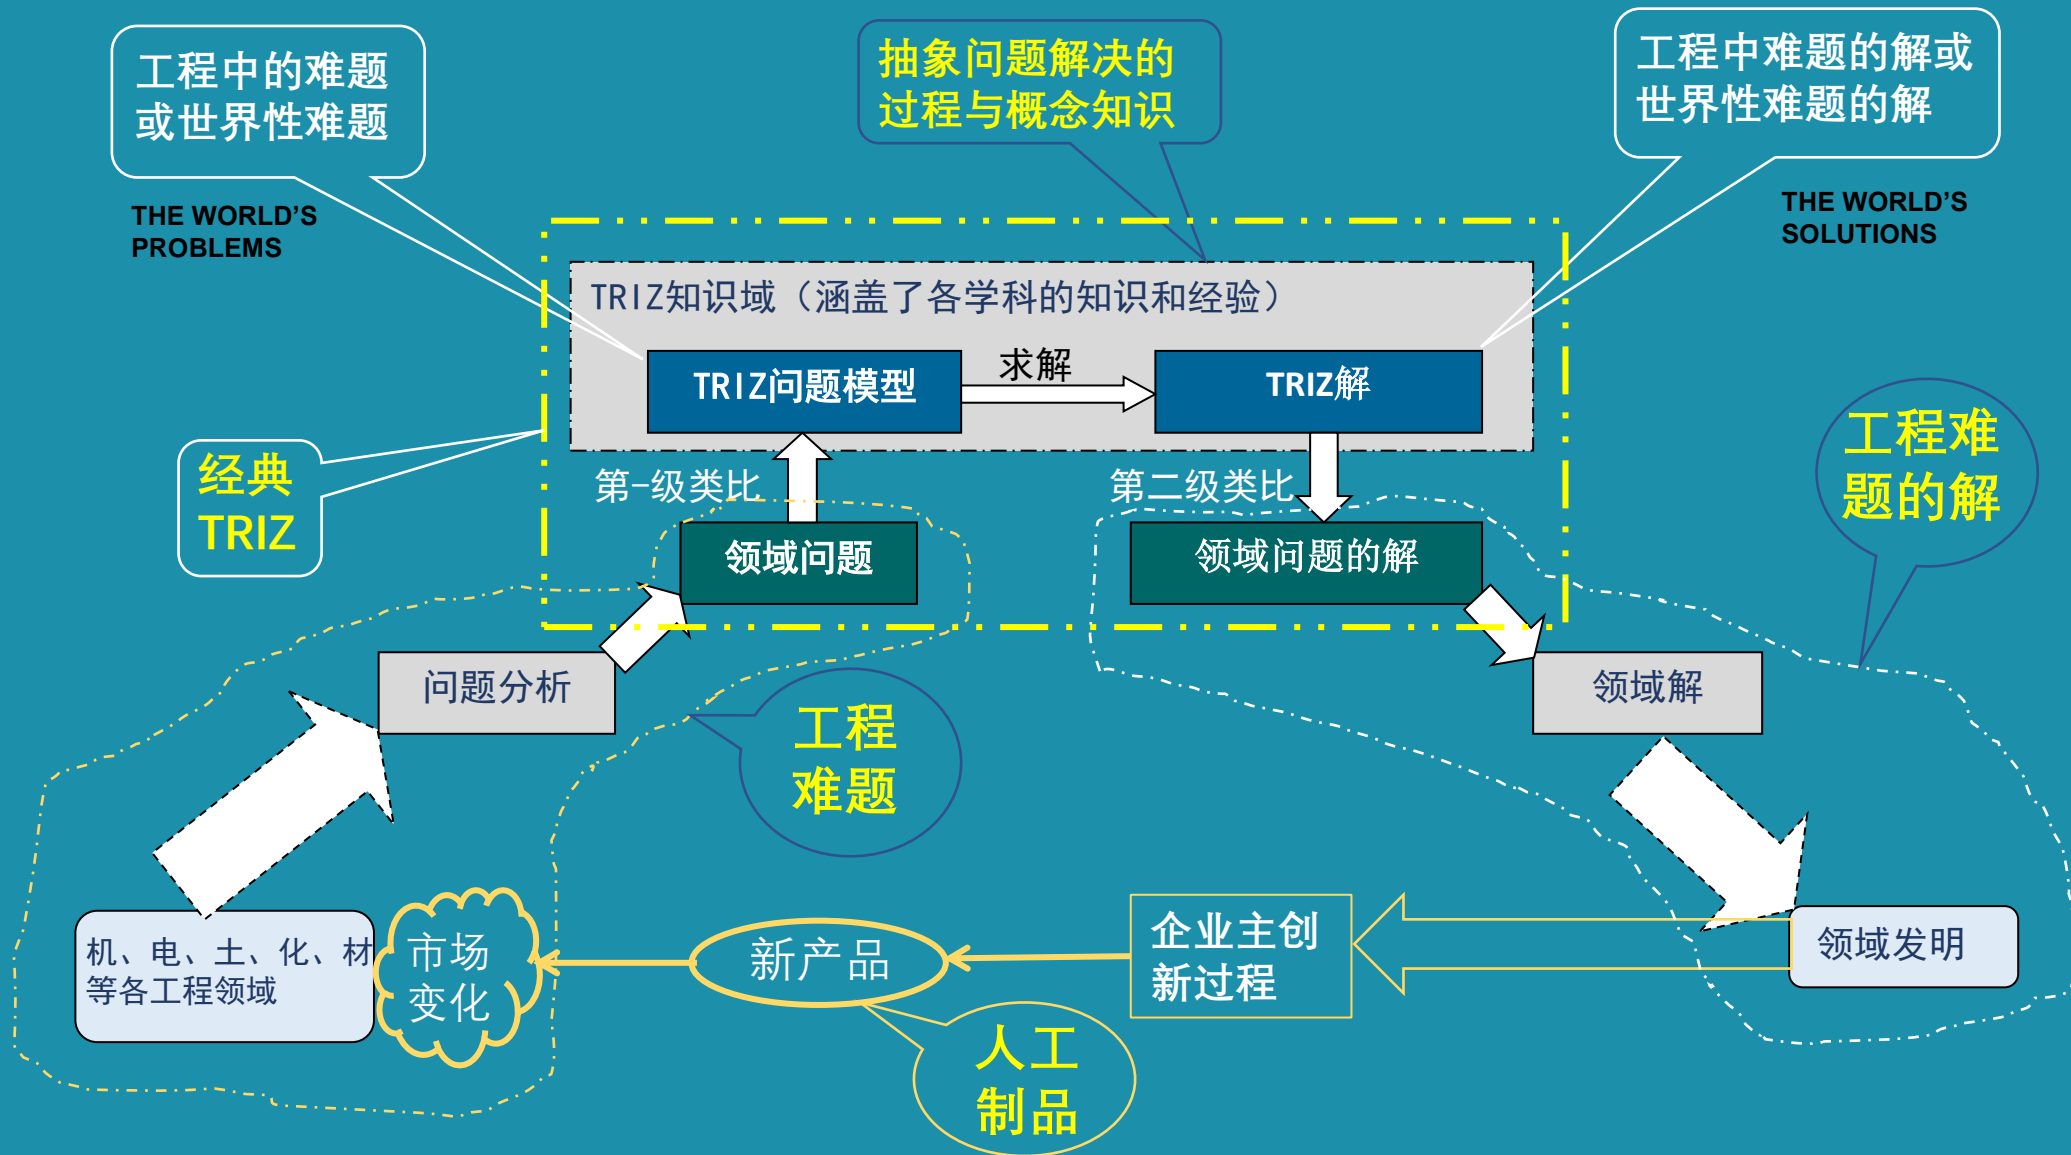 工程中的难题
或世界性难题
抽象问题解决的
过程与概念知识
工程中难题的解或
世界性难题的解
THE WORLD'S
PROBLEMS
THE WORLD'S
SOLUTIONS
TRIZ知识域（涵盖了各学科的知识和经验）
TRIZ问题模型
求解
TRIZ解
经典
TRIZ
第一级类比
第二级类比
工程难
题的解
领域问题
领域问题的解
问题分析
领域解
工程
难题
机、电、土、化、材
等各工程领域
市场
变化
新产品
企业主创
新过程
领域发明
人工
制品